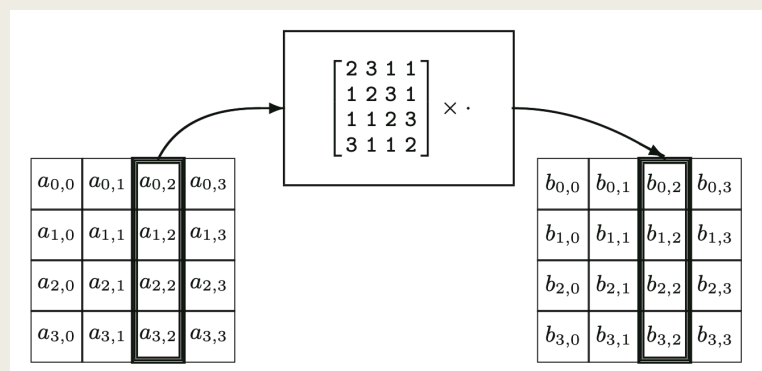 2 3 1 1
1 2 3 1
1 1 2 3
3 1 1 2
× ·
a0,0 a0,1 a0,2 a0,3
a1,0 a1,1 a1,2 a1,3
a2,0 a2,1 a2,2 a2,3
a3,0 a3,1 a3,2 a3,3
b0,0 b0,1 b0,2 b0,3
b1,0 b1,1 b1,2 b1,3
b2,0 b2,1 b2,2 b2,3
b3,0 b3,1 b3,2 b3,3